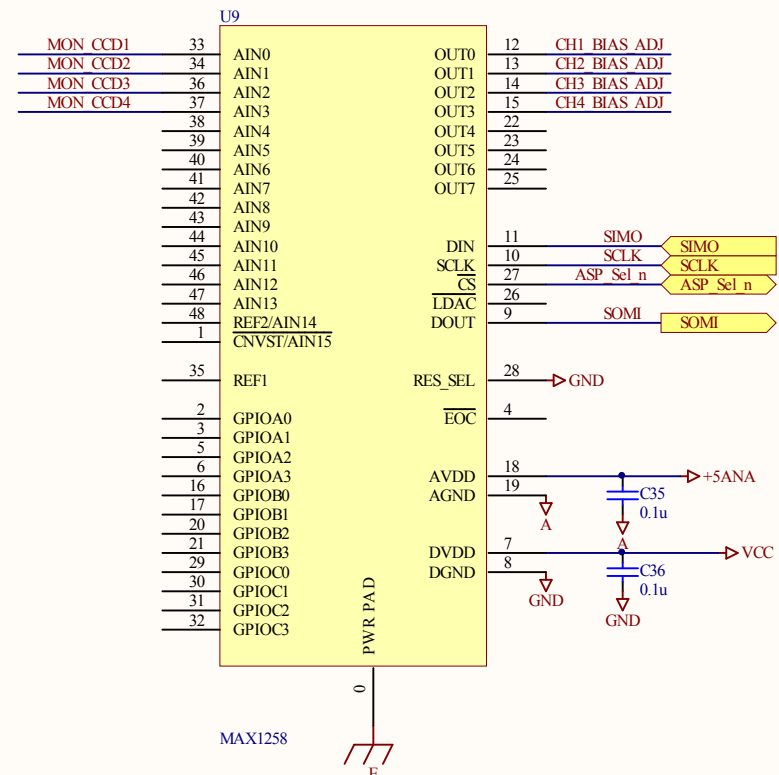 U9
MON_CCD1 33 AIN0 OUT0 12 CH1_BIAS_ADJ
MON_CCD2 34 AIN1 OUT1 13 CH2_BIAS_ADJ
MON_CCD3 36 AIN2 OUT2 14 CH3_BIAS_ADJ
MON_CCD4 37 AIN3 OUT3 15 CH4_BIAS_ADJ
38 AIN4 OUT4 22
39 AIN5 OUT5 23
40 AIN6 OUT6 24
41 AIN7 OUT7 25
42 AIN8
43 AIN9
44 AIN10 DIN 11 SIMO SIMO
45 AIN11 SCLK 10 SCLK SCLK
46 AIN12 CS 27 ASP_Sel_n ASP_Sel_n
47 AIN13 LDAC 26
48 REF2/AIN14 DOUT 9 SOMI SOMI
1 CNVST/AIN15
35 REF1 RES_SEL 28 GND
2 GPIOA0 EOC 4
3 GPIOA1
5 GPIOA2
6 GPIOA3 AVDD 18 +5ANA
16 GPIOB0 AGND 19 C35
17 GPIOB1 A 0.1u
20 GPIOB2 A
21 GPIOB3 DVDD 7 VCC
29 GPIOC0 DGND 8 C36
30 GPIOC1 GND 0.1u
31 GPIOC2 GND
32 GPIOC3
PWR PAD
0
MAX1258
E